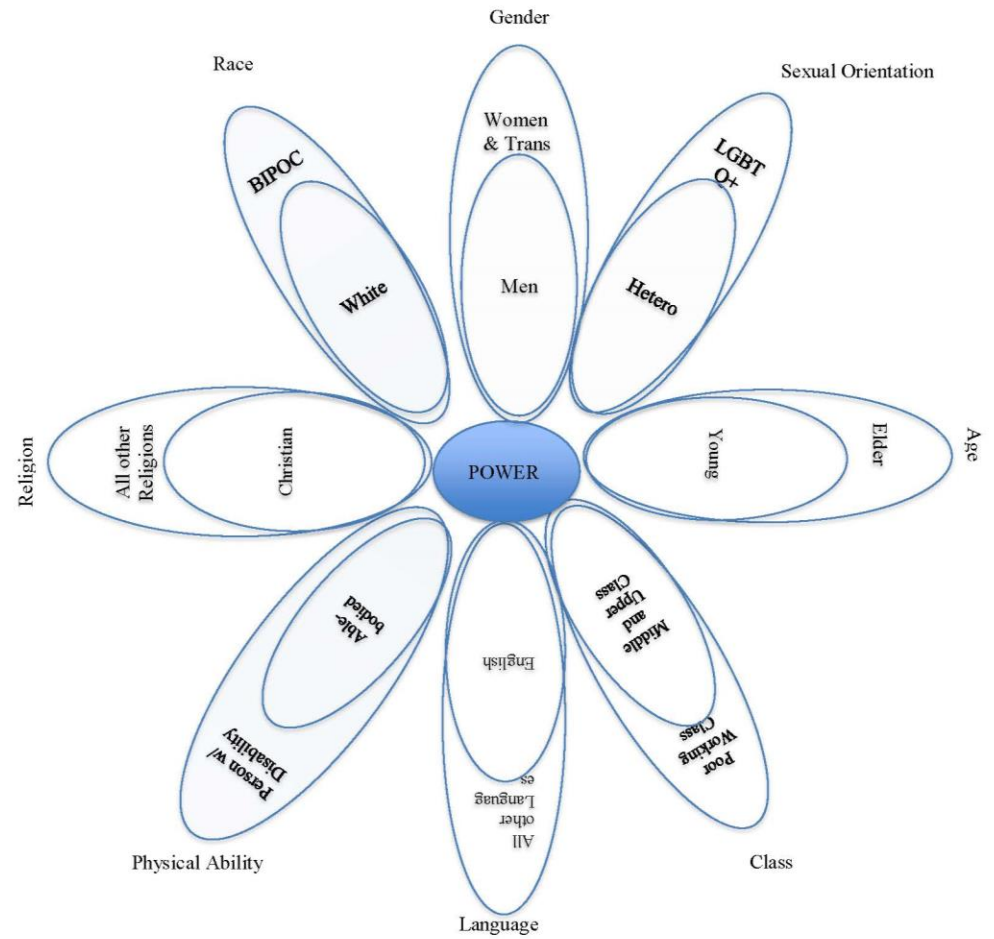 Gender
Race
Sexual Orientation
Women
& Trans
LGBT
Q+
BIPOC
White
Men
Hetero
Religion
All other
Religions
Christian
POWER
Young
Elder
Age
Able-
bodied
English
Middle
and
Upper
Class
Person w/
Disability
All
other
Languag
es
Poor
Working
Class
Physical Ability
Class
Language